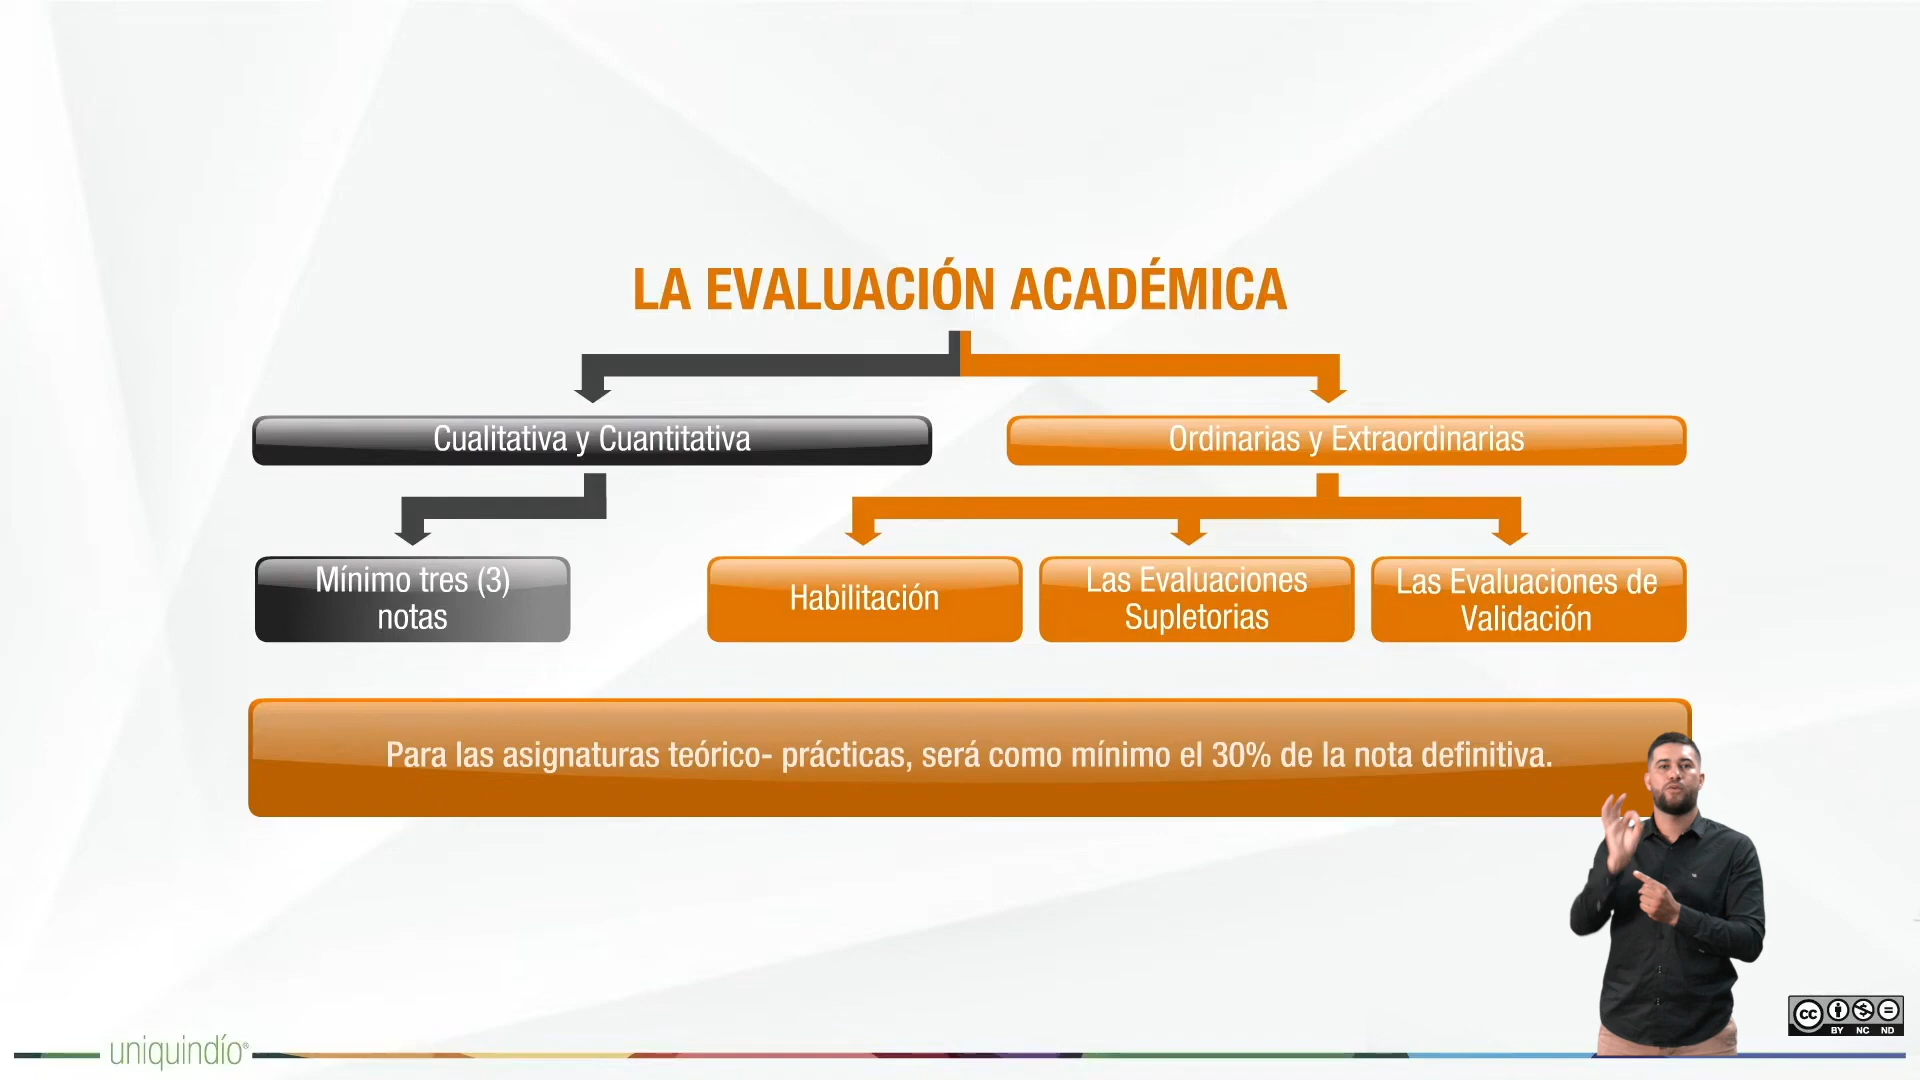 LA EVALUACIÓN ACADÉMICA
Cualitativa y Cuantitativa
Ordinarias y Extraordinarias
Mínimo tres (3)
notas
Habilitación
Las Evaluaciones
Supletorias
Las Evaluaciones de
Validación
Para las asignaturas teórico- prácticas, será como mínimo el 30% de la nota definitiva.
uniquindío®
cc
BY NC ND